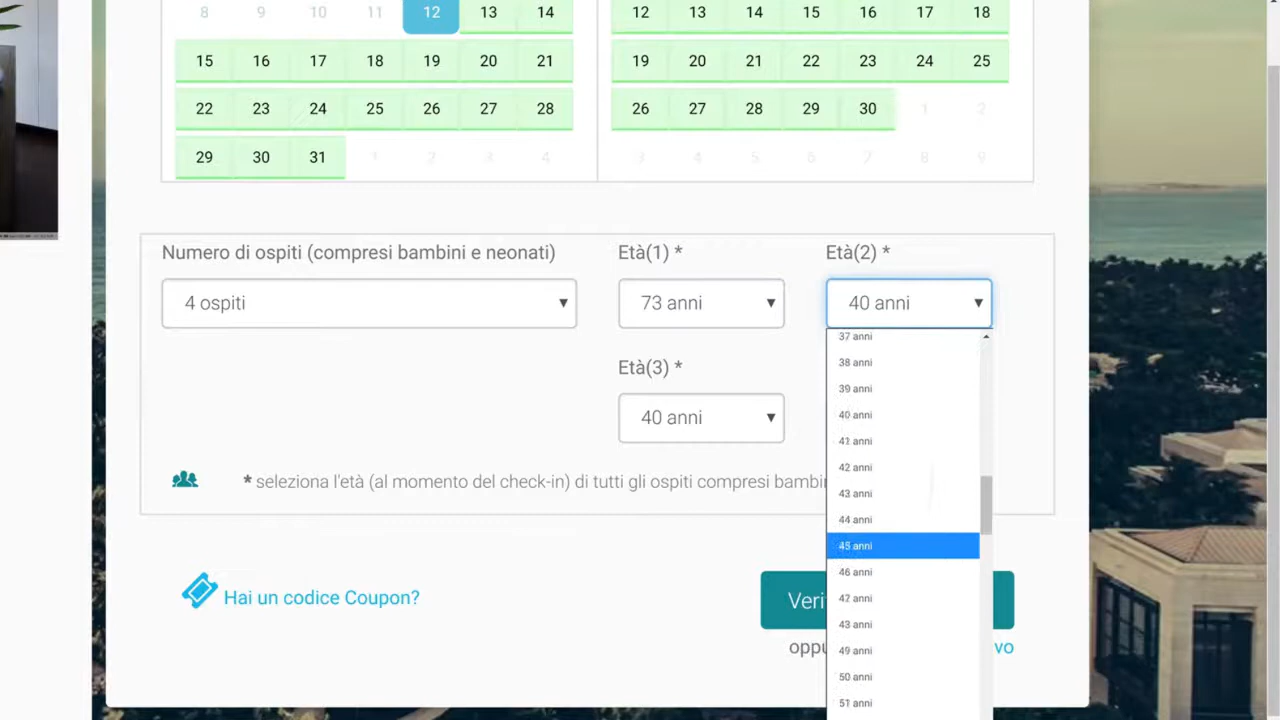 8 9 10 11 12 13 14 12 13 14 15 16 17 18
15 16 17 18 19 20 21 19 20 21 22 23 24 25
22 23 24 25 26 27 28 26 27 28 29 30 1 2
29 30 31 1 2 3 4 3 4 5 6 7 8 9
Numero di ospiti (compresi bambini e neonati) Età(1) * Età(2) *
4 ospiti 73 anni 40 anni
37 anni
38 anni
Età(3) *
39 anni
40 anni
40 anni
41 anni
42 anni
* seleziona l'età (al momento del check-in) di tutti gli ospiti compresi bambi
43 anni
44 anni
45 anni
46 anni
Hai un codice Coupon?
Veri
47 anni
43 anni
oppu vo
49 anni
50 anni
51 anni